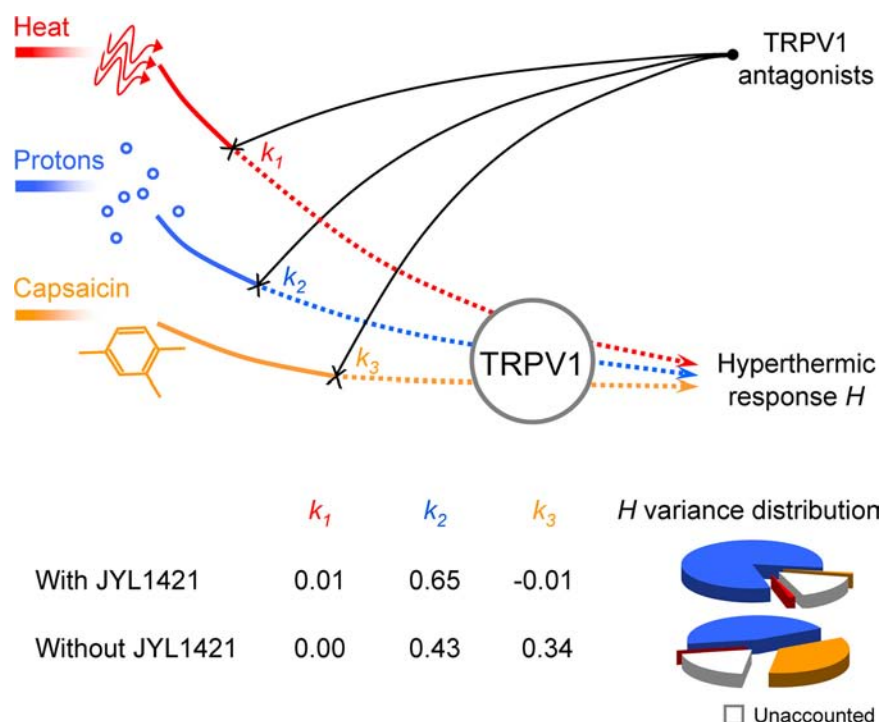 Heat
TRPV1
antagonists
k1
Protons
k2
Capsaicin
k3
TRPV1
Hyperthermic
response H
k1 k2 k3 H variance distribution
With JYL1421 0.01 0.65 -0.01
Without JYL1421 0.00 0.43 0.34
Unaccounted